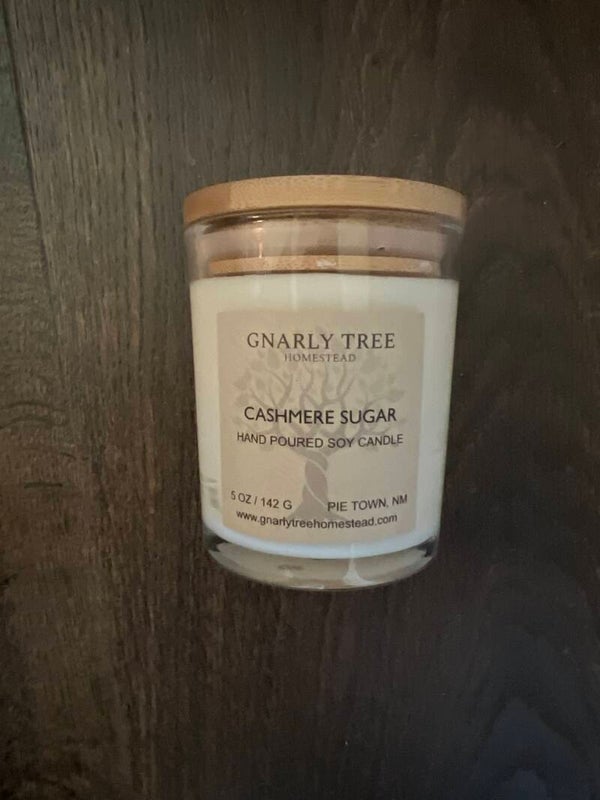 GNARLY TREE
HOMESTEAD
CASHMERE SUGAR
HAND POURED SOY CANDLE
5 OZ / 142 G PIE TOWN, NM
www.gnarlytreehomestead.com